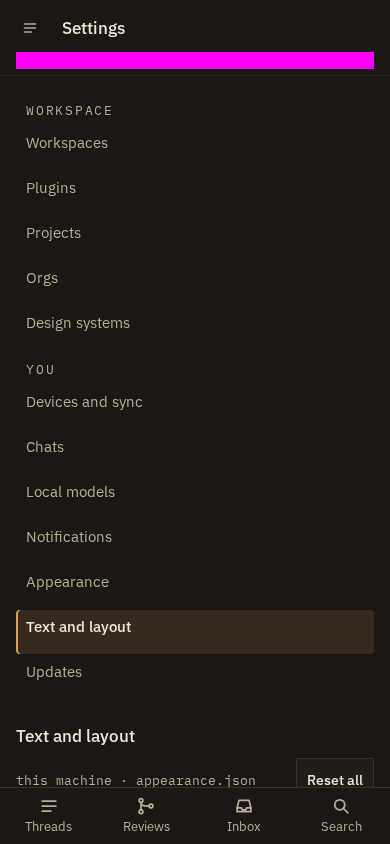 Settings
WORKSPACE
Workspaces
Plugins
Projects
Orgs
Design systems
YOU
Devices and sync
Chats
Local models
Notifications
Appearance
Text and layout
Updates
Text and layout
this machine · appearance.json
Reset all
Threads
Reviews
Inbox
Search